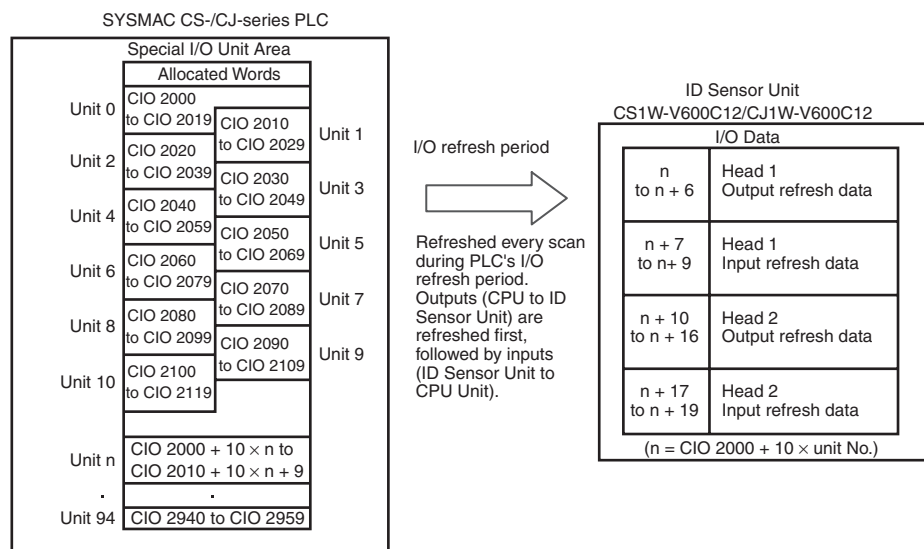 SYSMAC CS-/CJ-series PLC
Special I/O Unit Area
Allocated Words
Unit 0
CIO 2000
to CIO 2019
CIO 2010
to CIO 2029
Unit 1
Unit 2
CIO 2020
to CIO 2039
CIO 2030
to CIO 2049
Unit 3
Unit 4
CIO 2040
to CIO 2059
CIO 2050
to CIO 2069
Unit 5
Unit 6
CIO 2060
to CIO 2079
CIO 2070
to CIO 2089
Unit 7
Unit 8
CIO 2080
to CIO 2099
CIO 2090
to CIO 2109
Unit 9
Unit 10
CIO 2100
to CIO 2119
Unit n
CIO 2000 + 10 × n to
CIO 2010 + 10 × n + 9
.
.
Unit 94
CIO 2940 to CIO 2959
I/O refresh period
Refreshed every scan
during PLC's I/O
refresh period.
Outputs (CPU to ID
Sensor Unit) are
refreshed first,
followed by inputs
(ID Sensor Unit to
CPU Unit).
ID Sensor Unit
CS1W-V600C12/CJ1W-V600C12
I/O Data
n
to n + 6
Head 1
Output refresh data
n + 7
to n+ 9
Head 1
Input refresh data
n + 10
to n + 16
Head 2
Output refresh data
n + 17
to n + 19
Head 2
Input refresh data
(n = CIO 2000 + 10 × unit No.)